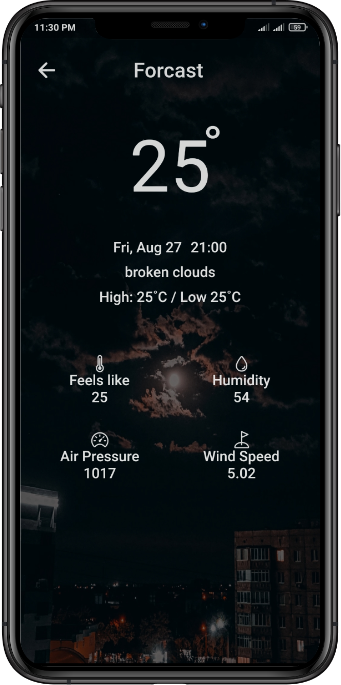 11:30 PM 59
Forcast
25°
Fri, Aug 27 21:00
broken clouds
High: 25°C / Low 25°C
Feels like Humidity
25 54
Air Pressure Wind Speed
1017 5.02